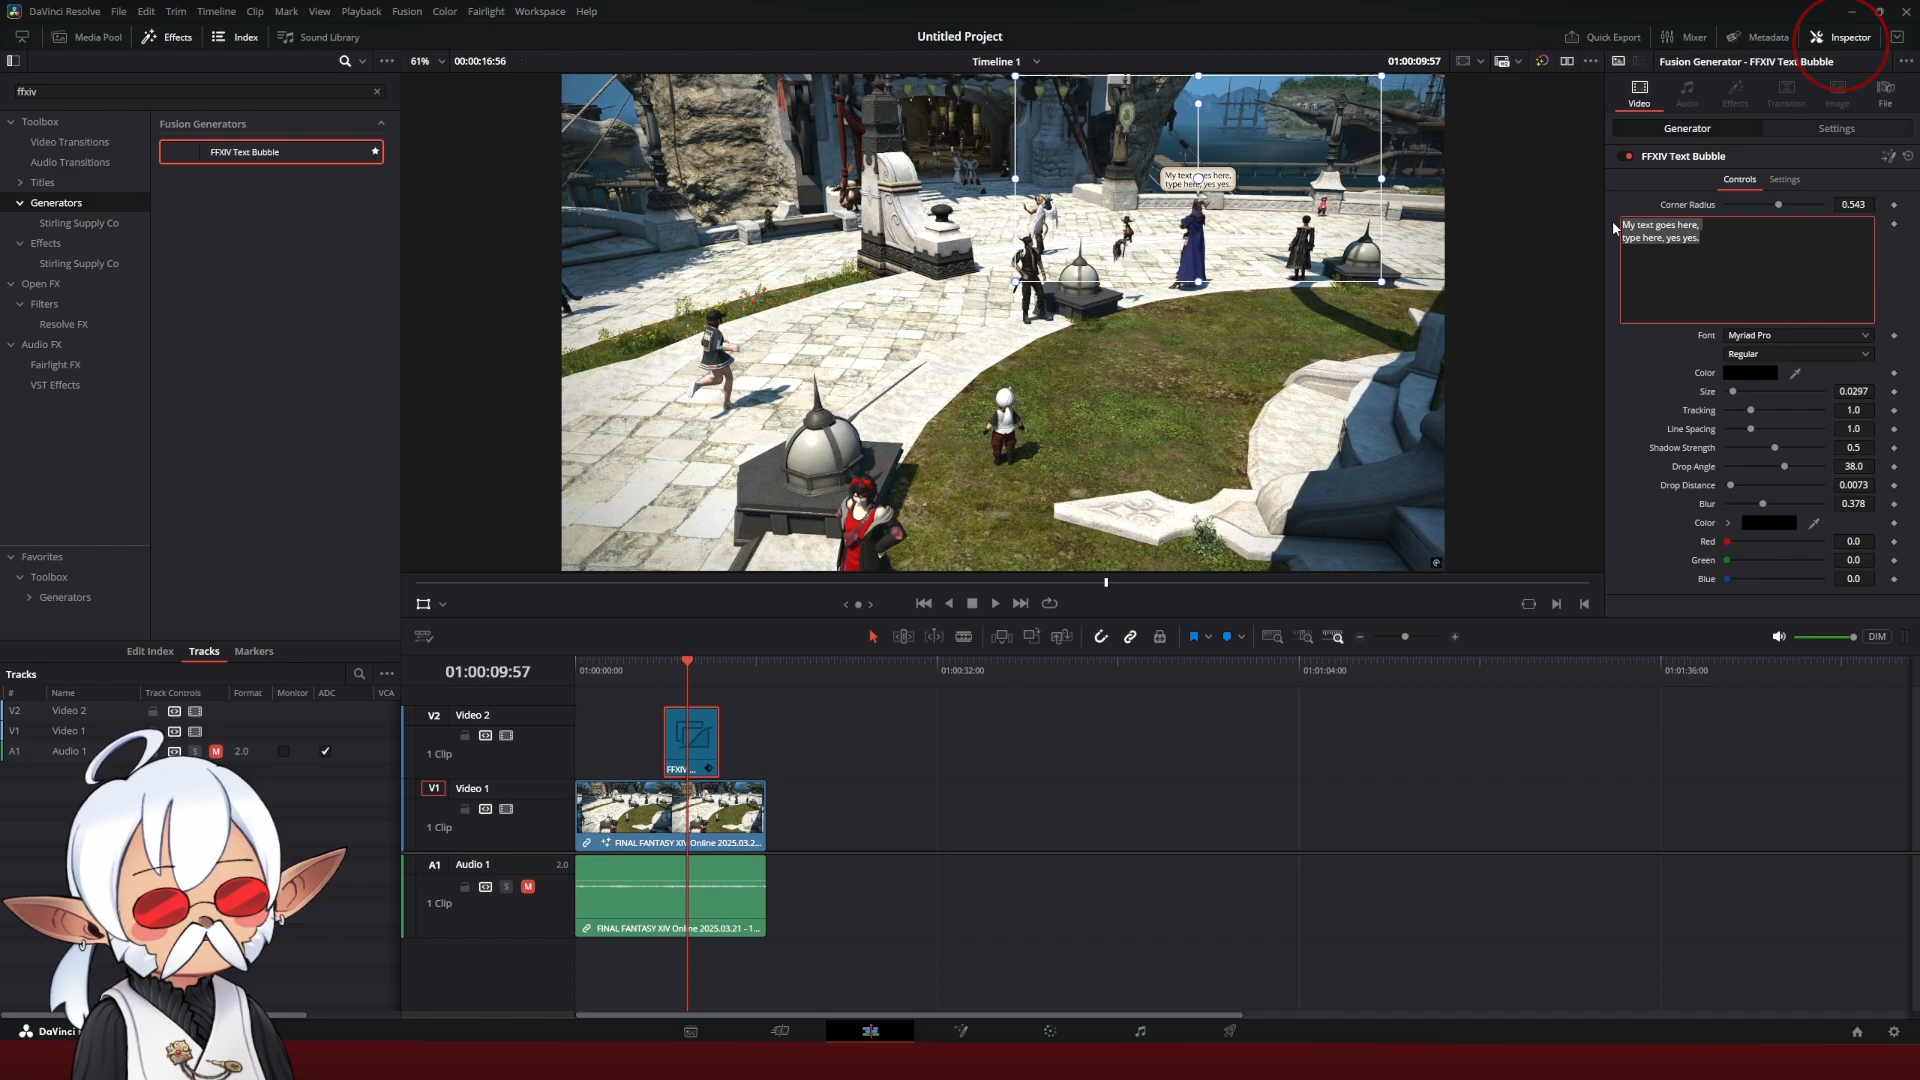 DaVinci Resolve File Edit Trim Timeline Clip Mark View Playback Fusion Color Fairlight Workspace Help
Media Pool Effects Index Sound Library Untitled Project Quick Export Mixer Metadata Inspector
61% 00:00:16:56 Timeline 1 01:00:09:57 Fusion Generator - FFXIV Text Bubble
ffxiv
Toolbox
Video Transitions
Audio Transitions
Titles
Generators
Stirling Supply Co
Effects
Stirling Supply Co
Open FX
Filters
Resolve FX
Audio FX
Fairlight FX
VST Effects
Favorites
Toolbox
Generators
Fusion Generators
FFXIV Text Bubble
My text goes here,
type here, yes yes.
Video Audio Effects Transition Image File
Generator Settings
FFXIV Text Bubble
Controls Settings
Corner Radius 0.543
My text goes here,
type here, yes yes.
Font Myriad Pro
Regular
Color
Size 0.0297
Tracking 1.0
Line Spacing 1.0
Shadow Strength 0.5
Drop Angle 38.0
Drop Distance 0.0073
Blur 0.378
Color
Red 0.0
Green 0.0
Blue 0.0
DIM
Edit Index Tracks Markers
Tracks
# Name Track Controls Format Monitor ADC VCA
V2 Video 2
V1 Video 1
A1 Audio 1 S M 2.0
01:00:09:57
01:00:00:00 01:00:32:00 01:01:04:00 01:01:36:00
V2 Video 2
1 Clip
FFXIV ...
V1 Video 1
1 Clip
FINAL FANTASY XIV Online 2025.03.2...
A1 Audio 1 2.0
S M
1 Clip
FINAL FANTASY XIV Online 2025.03.21 - 1...
DaVinci